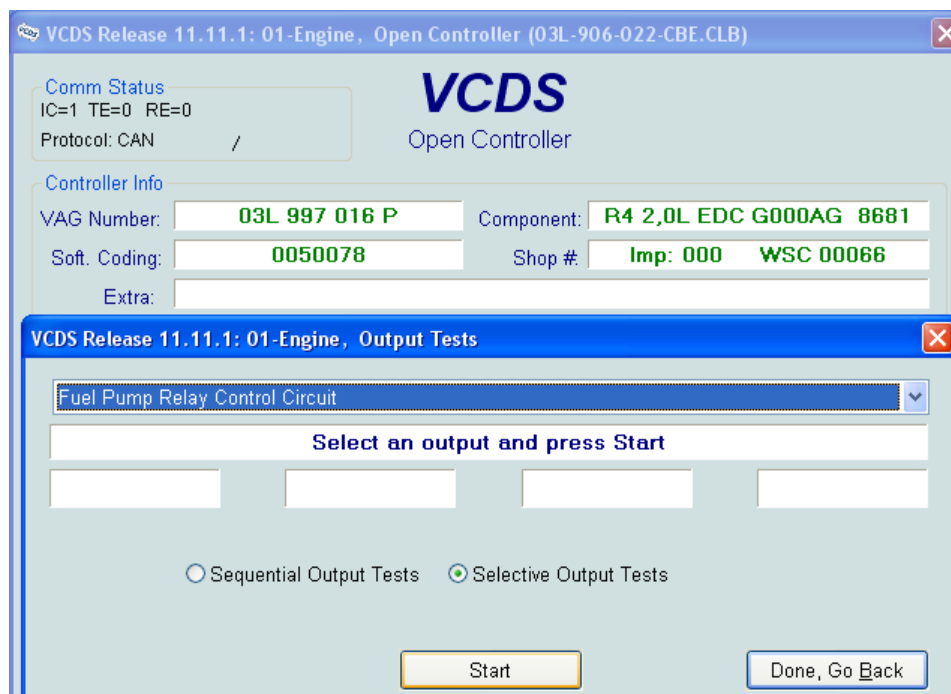 VCDS Release 11.11.1: 01-Engine, Open Controller (03L-906-022-CBE.CLB)
Comm Status
IC=1 TE=0 RE=0
Protocol: CAN /
VCDS
Open Controller
Controller Info
VAG Number: 03L 997 016 P Component: R4 2,0L EDC G000AG 8681
Soft. Coding: 0050078 Shop #: Imp: 000 WSC 00066
Extra:
VCDS Release 11.11.1: 01-Engine, Output Tests
Fuel Pump Relay Control Circuit
Select an output and press Start
Sequential Output Tests Selective Output Tests
Start Done, Go Back